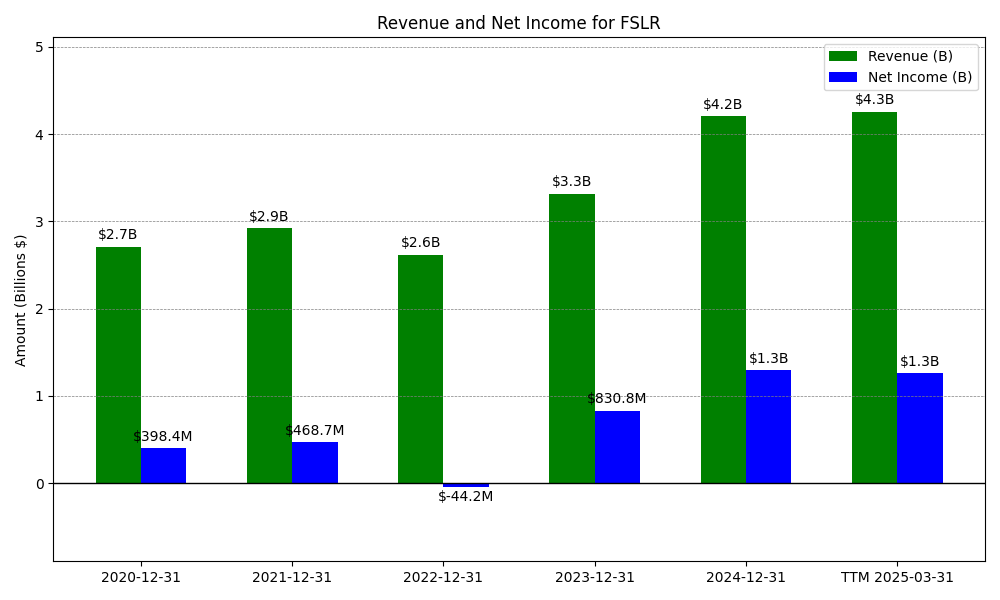 Revenue and Net Income for FSLR
Revenue (B)
Net Income (B)
Amount (Billions $)
5
4
3
2
1
0
$2.7B
$398.4M
$2.9B
$468.7M
$2.6B
$-44.2M
$3.3B
$830.8M
$4.2B
$1.3B
$4.3B
$1.3B
2020-12-31
2021-12-31
2022-12-31
2023-12-31
2024-12-31
TTM 2025-03-31